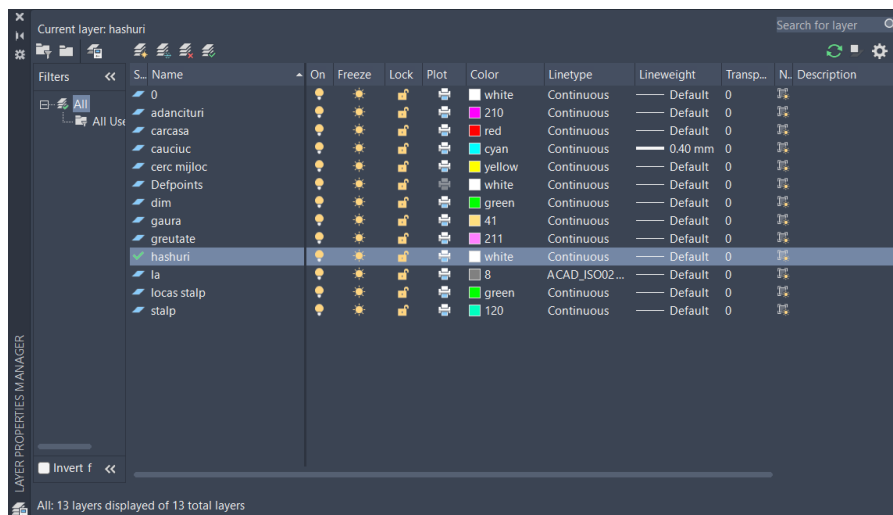 Current layer: hashuri
Search for layer
Filters
S... Name On Freeze Lock Plot Color Linetype Lineweight Transp... N. Description
All
All Use
0 white Continuous Default 0
adancituri 210 Continuous Default 0
carcasa red Continuous Default 0
cauciuc cyan Continuous 0.40 mm 0
cerc mijloc yellow Continuous Default 0
Defpoints white Continuous Default 0
dim green Continuous Default 0
gaura 41 Continuous Default 0
greutate 211 Continuous Default 0
hashuri white Continuous Default 0
la 8 ACAD_ISO02... Default 0
locas stalp green Continuous Default 0
stalp 120 Continuous Default 0
Invert f
LAYER PROPERTIES MANAGER
All: 13 layers displayed of 13 total layers